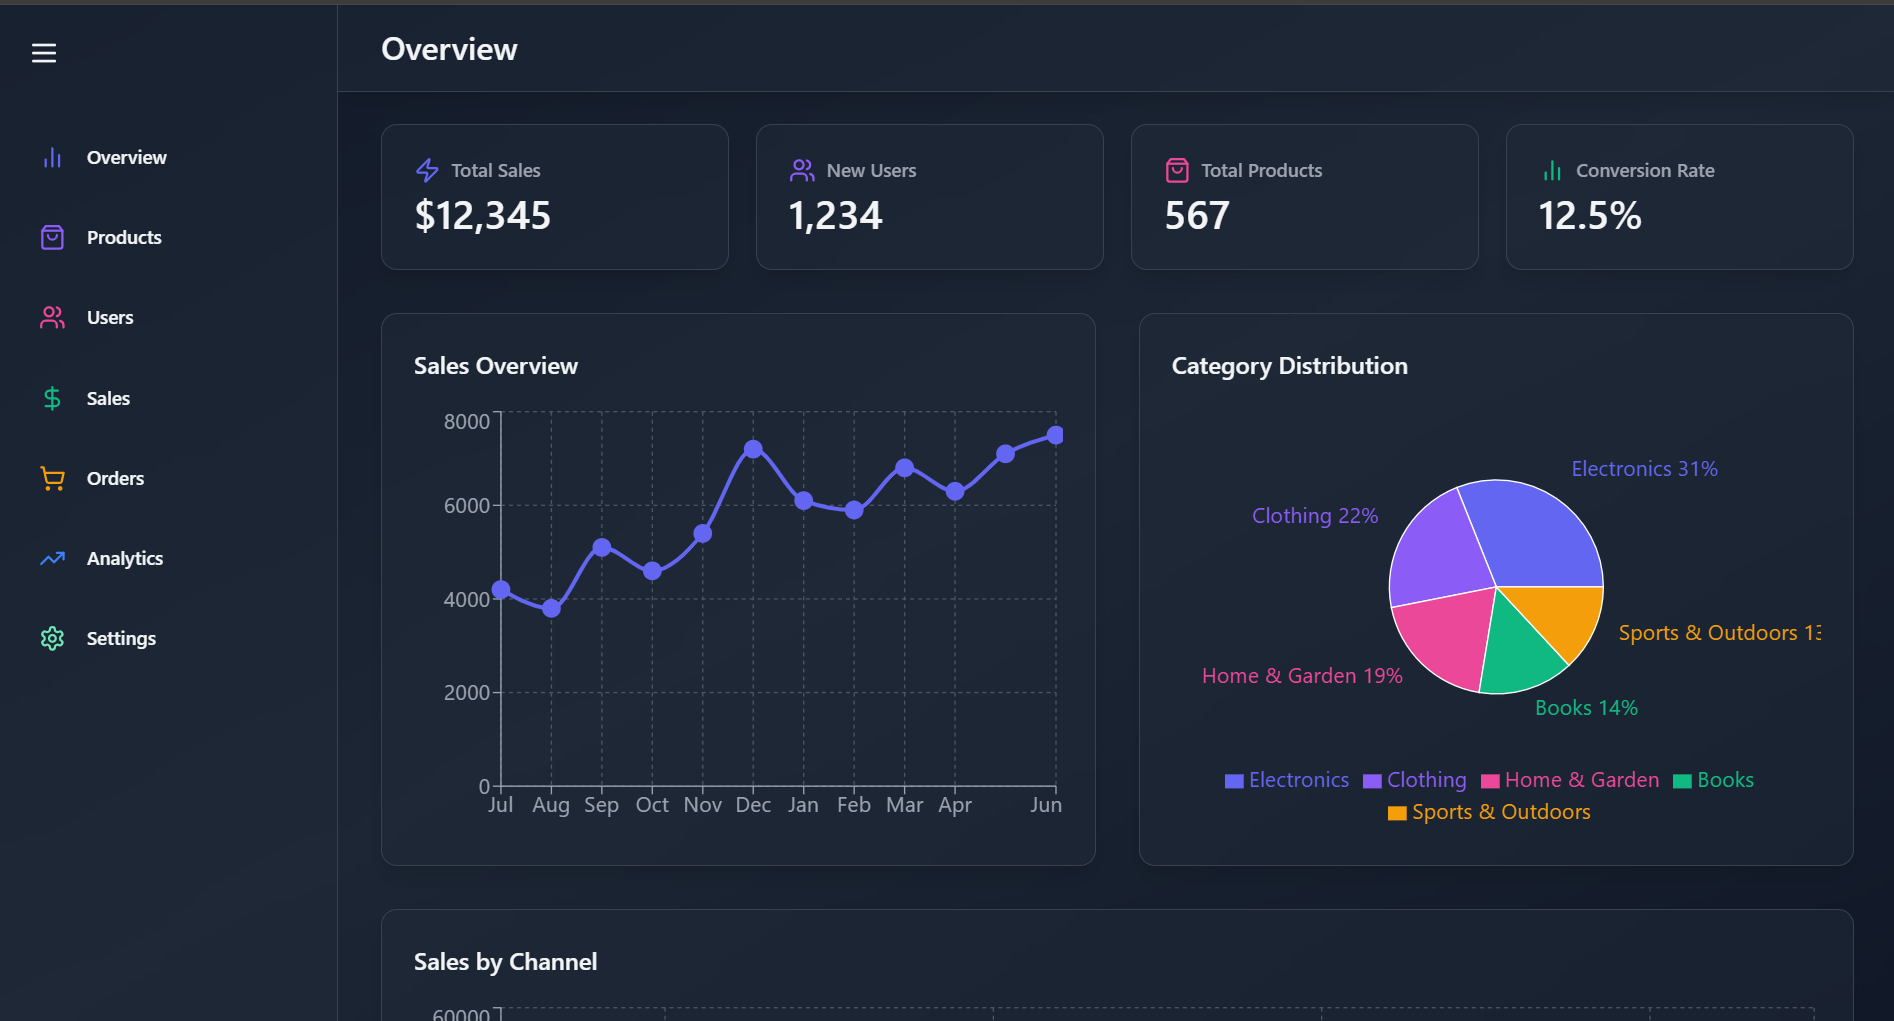 Overview
Overview
Products
Users
Sales
Orders
Analytics
Settings
Total Sales
$12,345
New Users
1,234
Total Products
567
Conversion Rate
12.5%
Sales Overview
8000
6000
4000
2000
0
Jul Aug Sep Oct Nov Dec Jan Feb Mar Apr Jun
Category Distribution
Electronics 31%
Clothing 22%
Sports & Outdoors 13
Home & Garden 19%
Books 14%
Electronics Clothing Home & Garden Books
Sports & Outdoors
Sales by Channel
60000